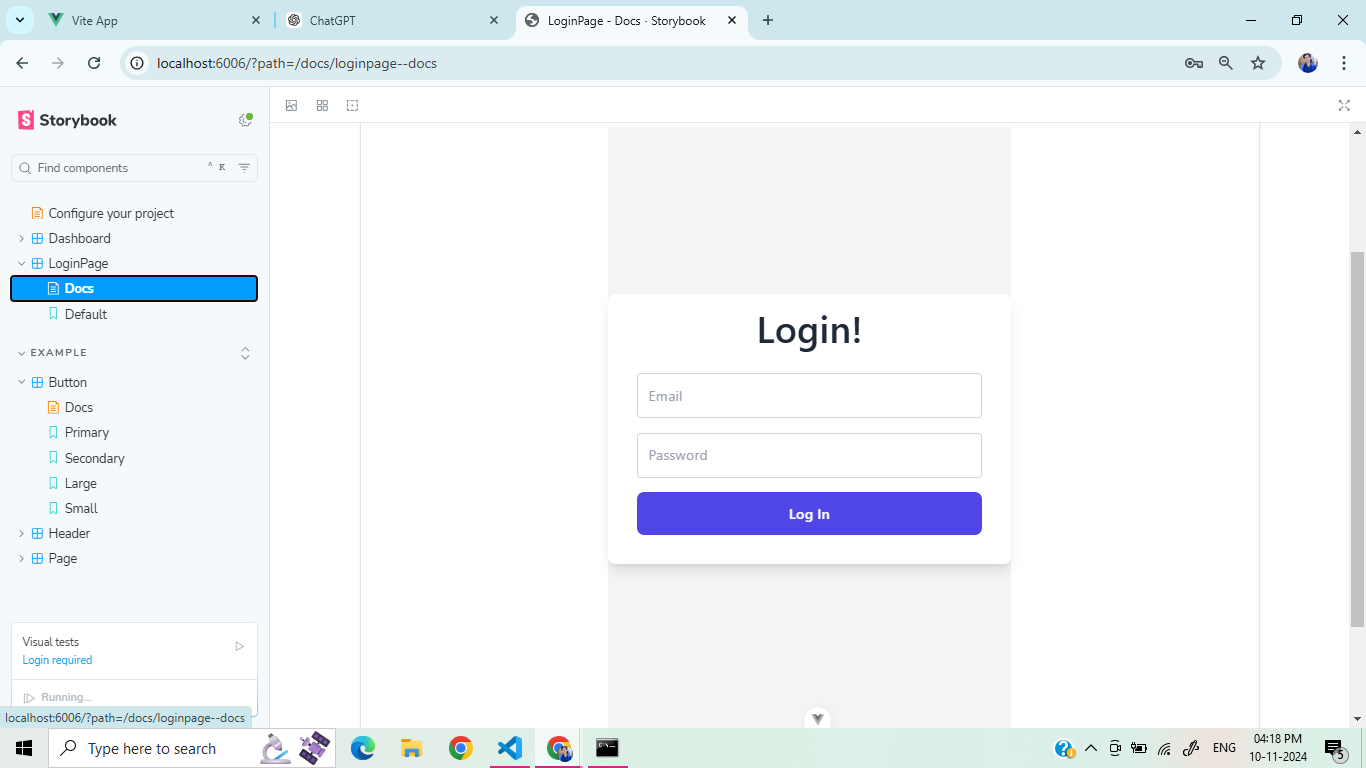 Vite App
ChatGPT
LoginPage - Docs · Storybook
localhost:6006/?path=/docs/loginpage--docs
Storybook
Find components
^ K
Configure your project
Dashboard
LoginPage
Docs
Default
EXAMPLE
Button
Docs
Primary
Secondary
Large
Small
Header
Page
Visual tests
Login required
Running...
localhost:6006/?path=/docs/loginpage--docs
Login!
Email
Password
Log In
Type here to search
ENG
04:18 PM
10-11-2024
5